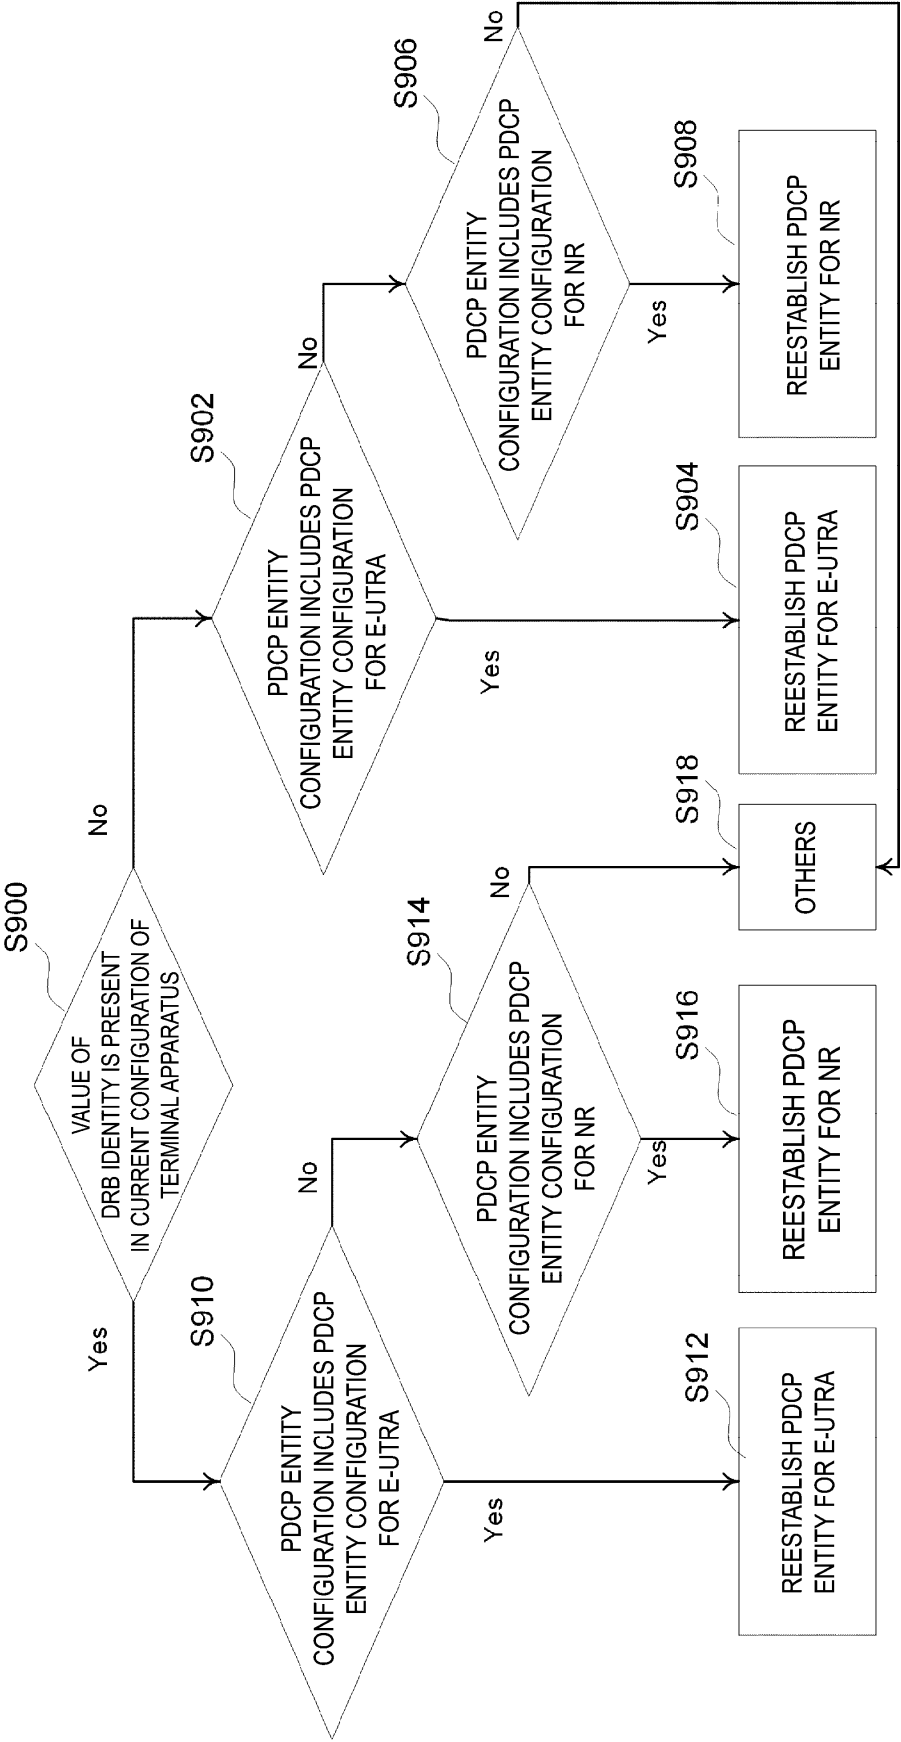 S900
VALUE OF
DRB IDENTITY IS PRESENT
IN CURRENT CONFIGURATION OF
TERMINAL APPARATUS
Yes
No
S910
PDCP ENTITY
CONFIGURATION INCLUDES PDCP
ENTITY CONFIGURATION
FOR E-UTRA
No
Yes
S902
PDCP ENTITY
CONFIGURATION INCLUDES PDCP
ENTITY CONFIGURATION
FOR E-UTRA
No
Yes
S914
PDCP ENTITY
CONFIGURATION INCLUDES PDCP
ENTITY CONFIGURATION
FOR NR
No
Yes
S906
PDCP ENTITY
CONFIGURATION INCLUDES PDCP
ENTITY CONFIGURATION
FOR NR
No
Yes
S912
REESTABLISH PDCP
ENTITY FOR E-UTRA
S916
REESTABLISH PDCP
ENTITY FOR NR
S918
OTHERS
S904
REESTABLISH PDCP
ENTITY FOR E-UTRA
S908
REESTABLISH PDCP
ENTITY FOR NR